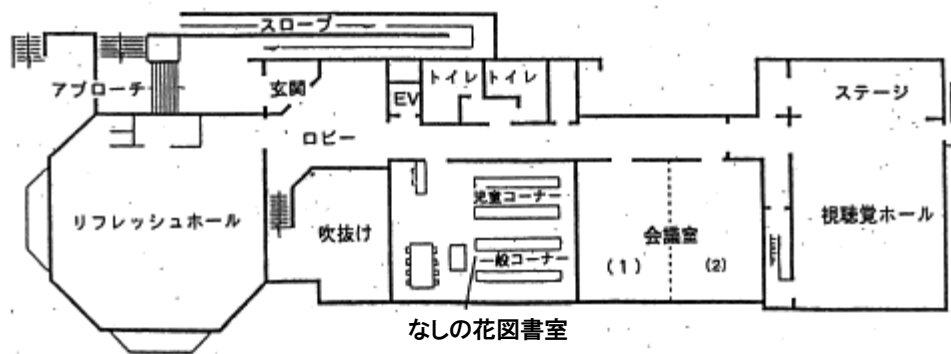 スロープ
アプローチ
玄関
EV
トイレ
トイレ
ステージ
ロビー
リフレッシュホール
吹抜け
児童コーナー
一般コーナー
会議室
(1)
(2)
視聴覚ホール
なしの花図書室